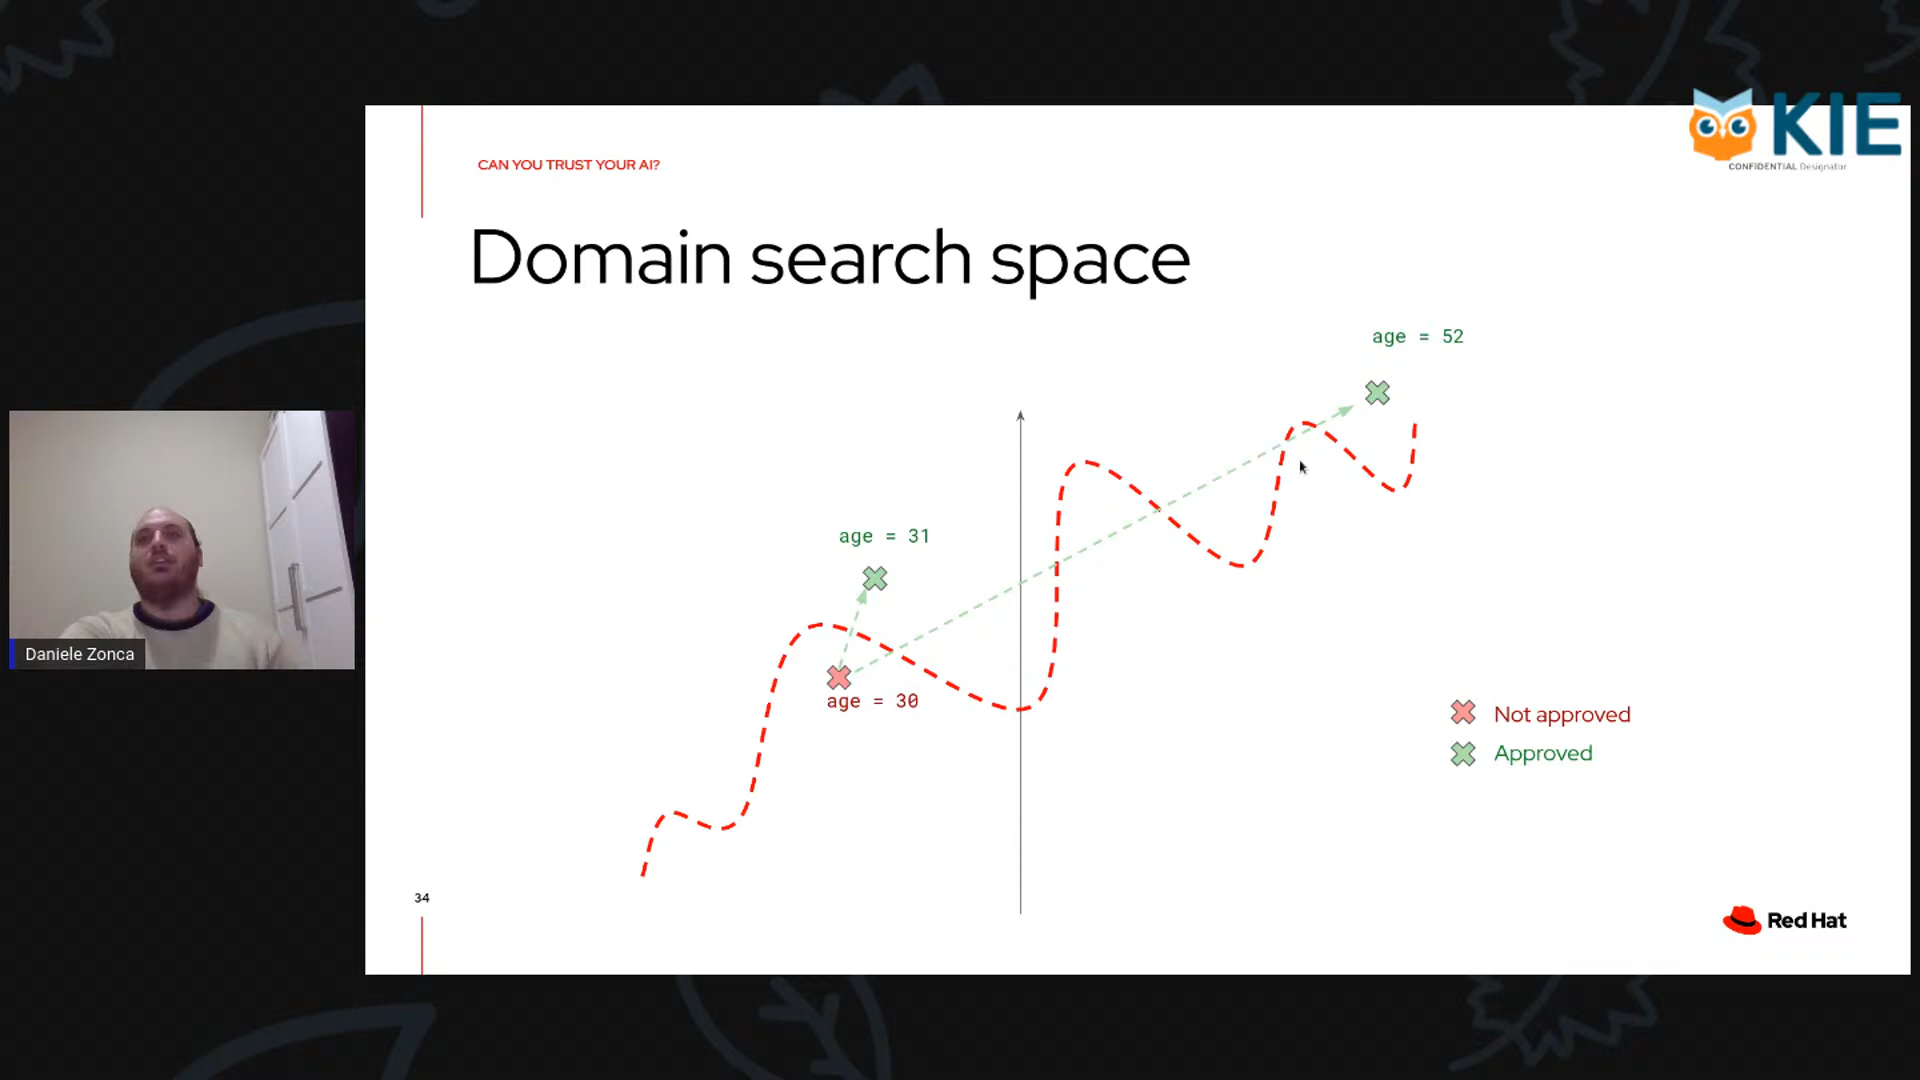 KIE
CONFIDENTIAL Designator
CAN YOU TRUST YOUR AI?
Domain search space
age = 52
age = 31
age = 30
Not approved
Approved
Daniele Zonca
34
Red Hat